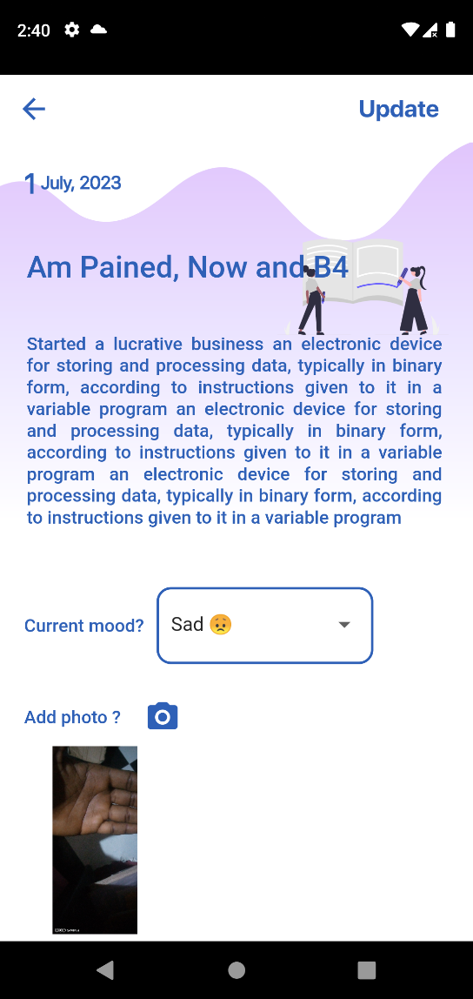 2:40
Update
1 July, 2023
Am Pained, Now and B4
Started a lucrative business an electronic device
for storing and processing data, typically in binary
form, according to instructions given to it in a
variable program an electronic device for storing
and processing data, typically in binary form,
according to instructions given to it in a variable
program an electronic device for storing and
processing data, typically in binary form, according
to instructions given to it in a variable program
Current mood?
Sad 😟
Add photo ?